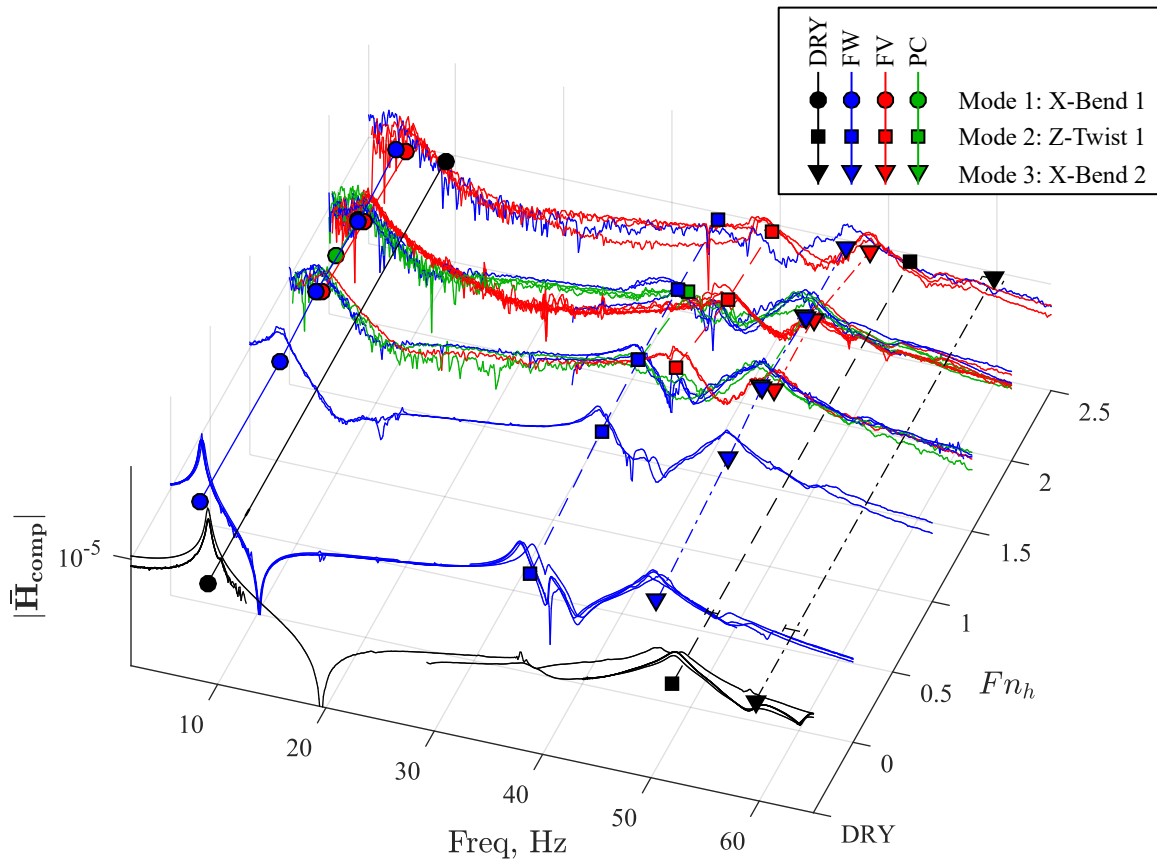 DRY FW FV PC
Mode 1: X-Bend 1
Mode 2: Z-Twist 1
Mode 3: X-Bend 2
|H̄comp|
10⁻⁵
10 20 30 40 50 60
Freq, Hz
DRY 0 0.5 1 1.5 2 2.5
Fnₕ